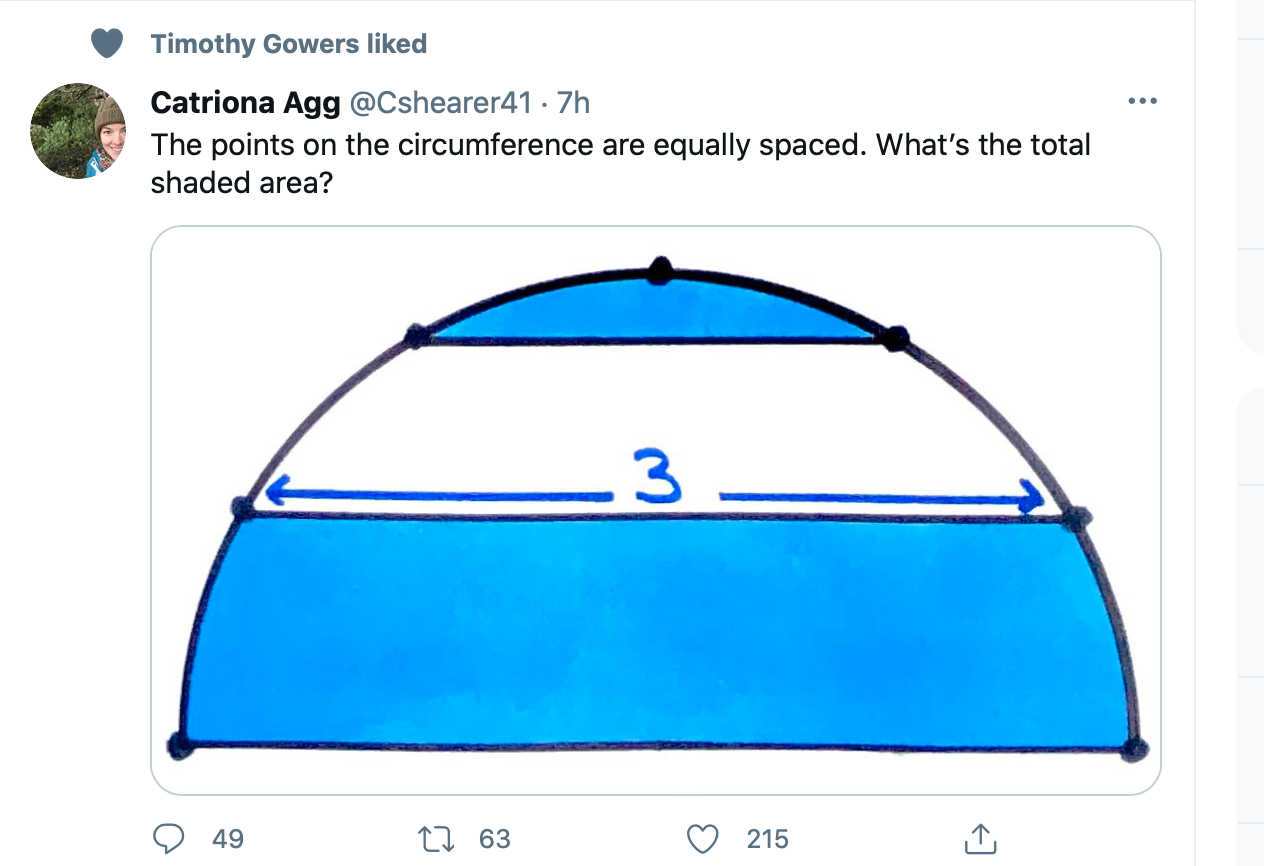 Timothy Gowers liked
Catriona Agg @Cshearer41 · 7h
The points on the circumference are equally spaced. What’s the total
shaded area?
3
49 63 215